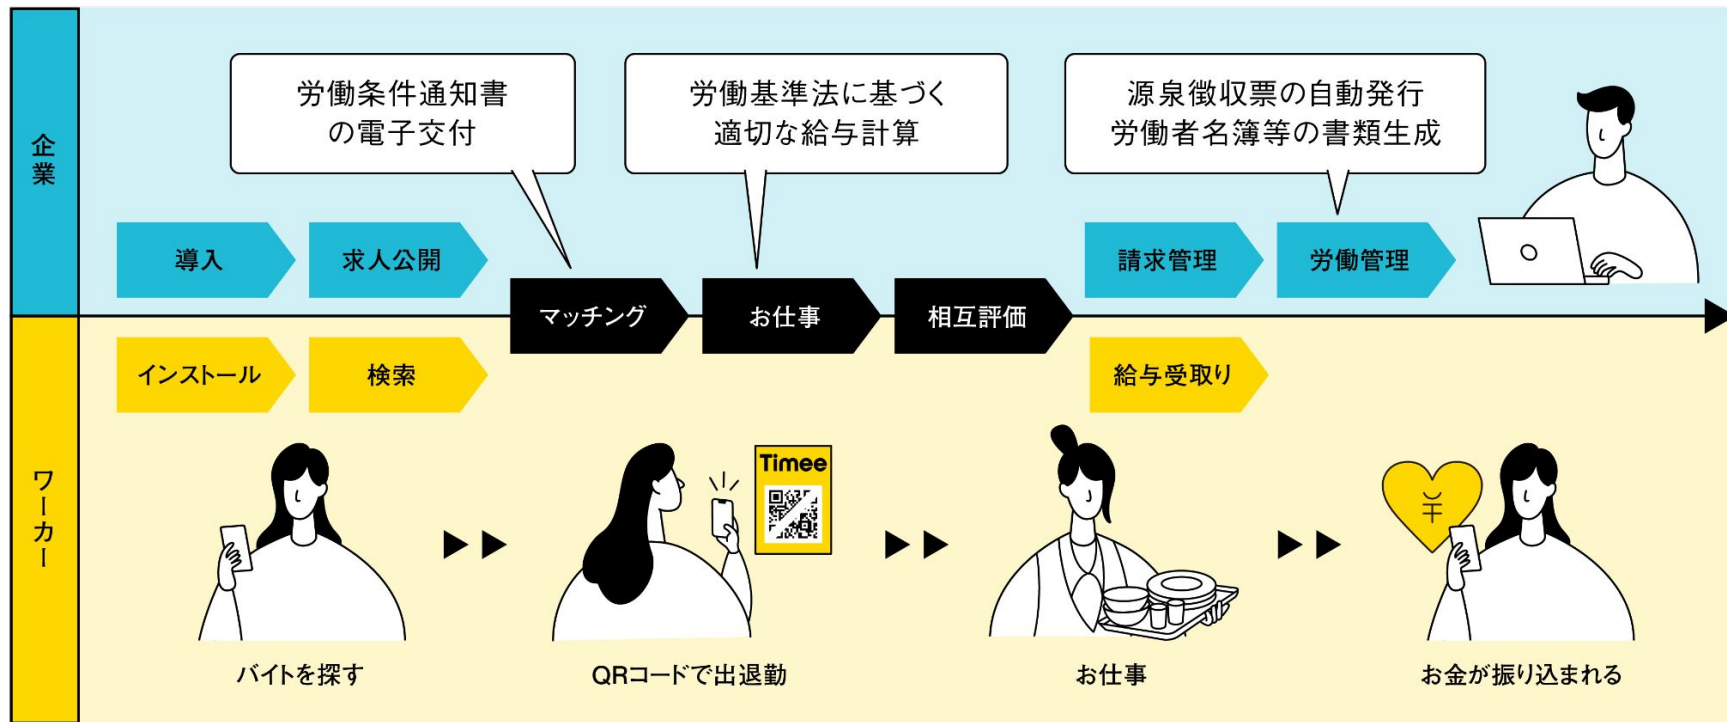 企業
労働条件通知書
の電子交付
労働基準法に基づく
適切な給与計算
源泉徴収票の自動発行
労働者名簿等の書類生成
導入
求人公開
請求管理
労働管理
マッチング
お仕事
相互評価
ワーカー
インストール
検索
給与受取り
Timee
¥
バイトを探す
QRコードで出退勤
お仕事
お金が振り込まれる